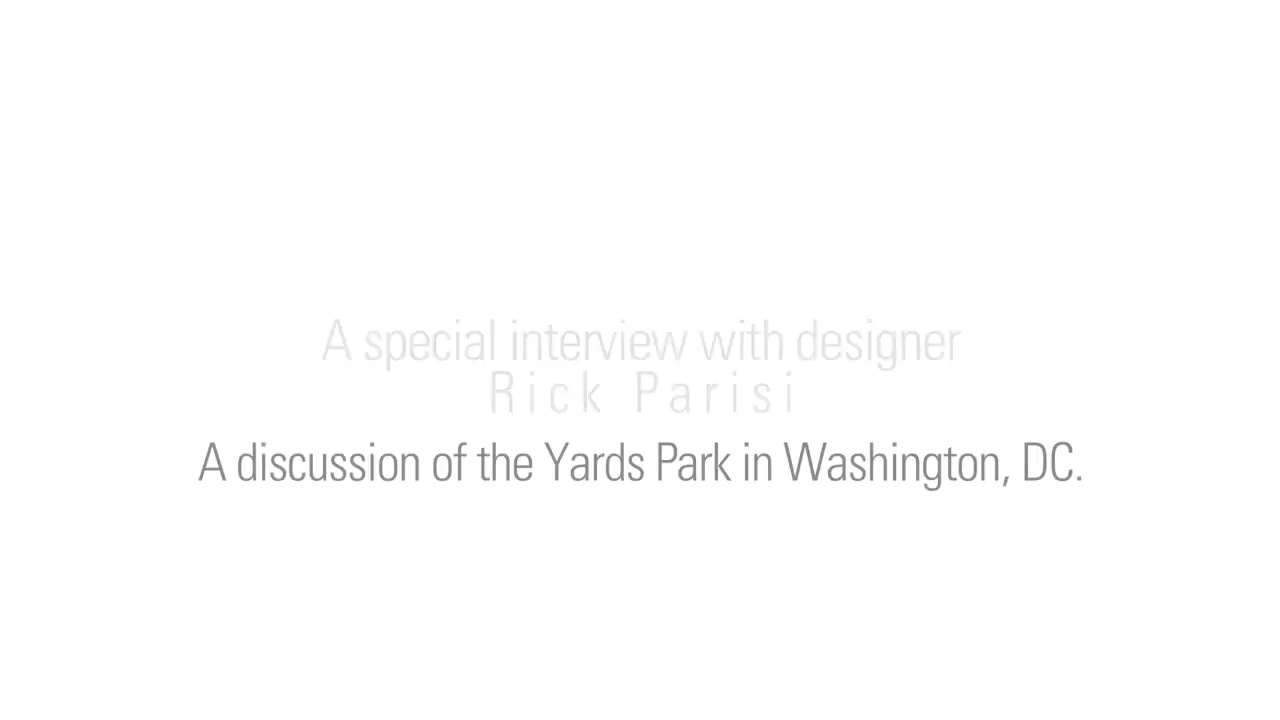 A special interview with designer
Rick Parisi
A discussion of the Yards Park in Washington, DC.